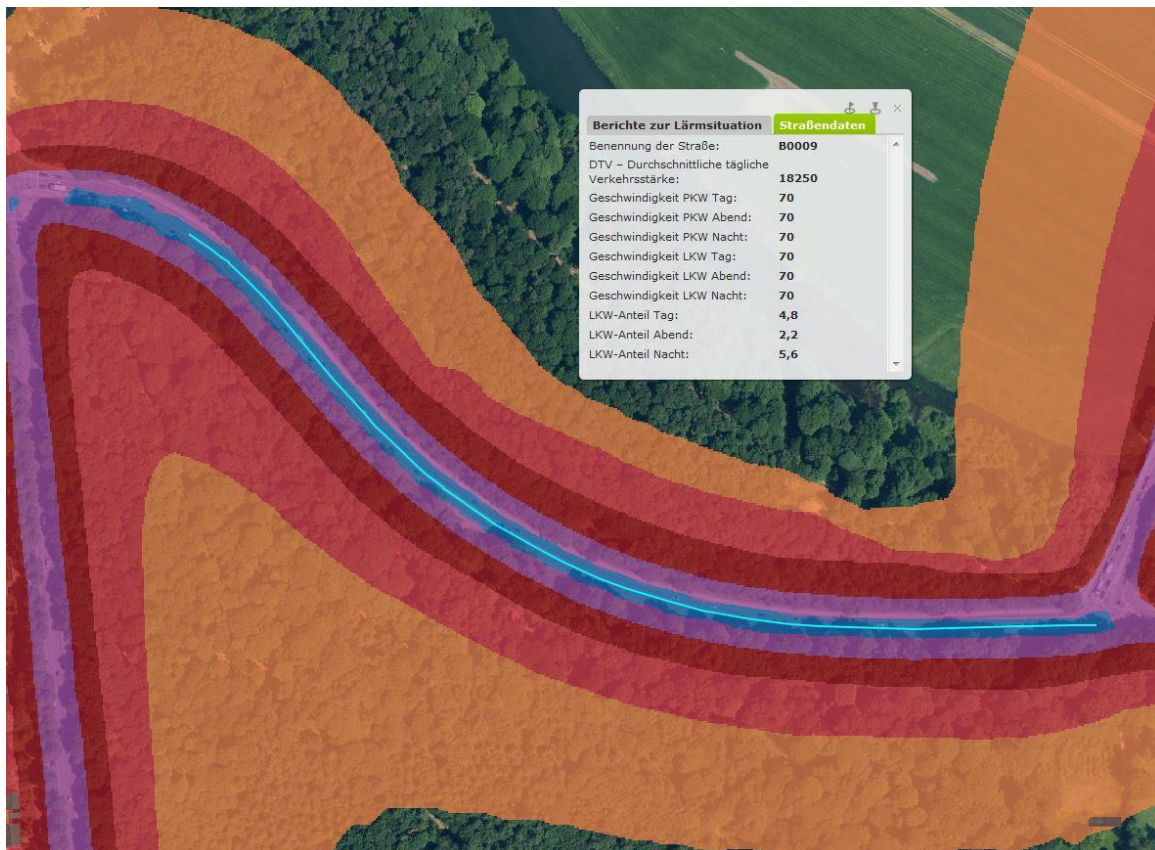 Berichte zur Lärmsituation Straßendaten
Benennung der Straße: B0009
DTV – Durchschnittliche tägliche
Verkehrsstärke: 18250
Geschwindigkeit PKW Tag: 70
Geschwindigkeit PKW Abend: 70
Geschwindigkeit PKW Nacht: 70
Geschwindigkeit LKW Tag: 70
Geschwindigkeit LKW Abend: 70
Geschwindigkeit LKW Nacht: 70
LKW-Anteil Tag: 4,8
LKW-Anteil Abend: 2,2
LKW-Anteil Nacht: 5,6